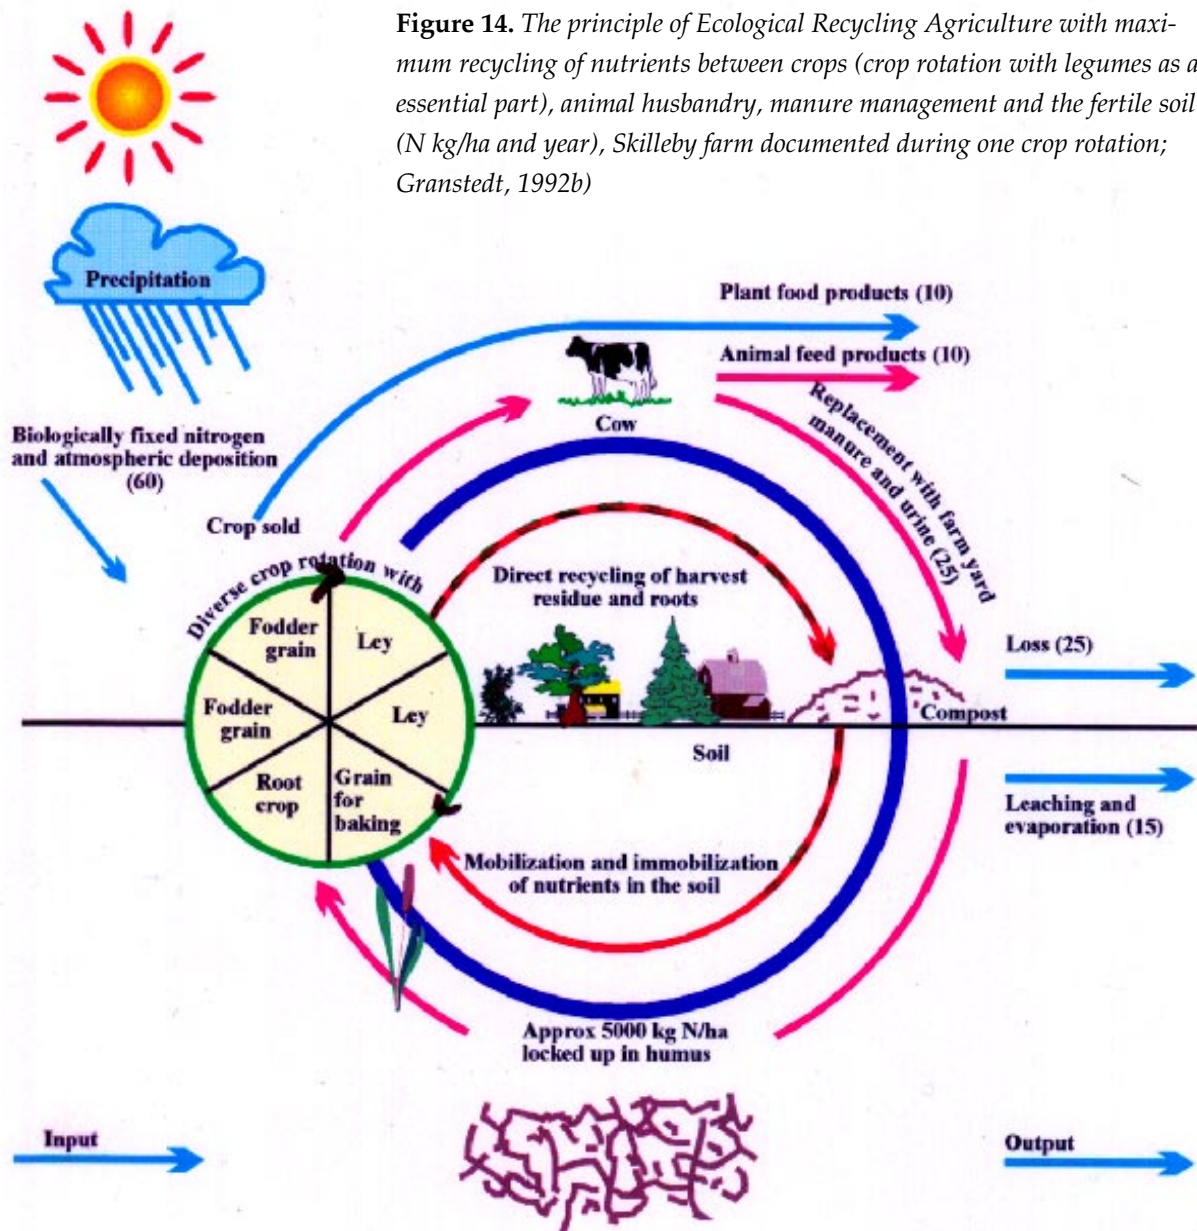 Figure 14. The principle of Ecological Recycling Agriculture with maxi-
mum recycling of nutrients between crops (crop rotation with legumes as a
essential part), animal husbandry, manure management and the fertile soil
(N kg/ha and year), Skilleby farm documented during one crop rotation;
Granstedt, 1992b)
Precipitation
Plant food products (10)
Animal feed products (10)
Cow
Replacement with farm yard
manure and urine (25)
Biologically fixed nitrogen
and atmospheric deposition
(60)
Crop sold
Diverse crop rotation with
Direct recycling of harvest
residue and roots
Fodder
grain
Ley
Fodder
grain
Ley
Root
crop
Grain
for
baking
Loss (25)
Compost
Soil
Leaching and
evaporation (15)
Mobilization and immobilization
of nutrients in the soil
Approx 5000 kg N/ha
locked up in humus
Input
Output